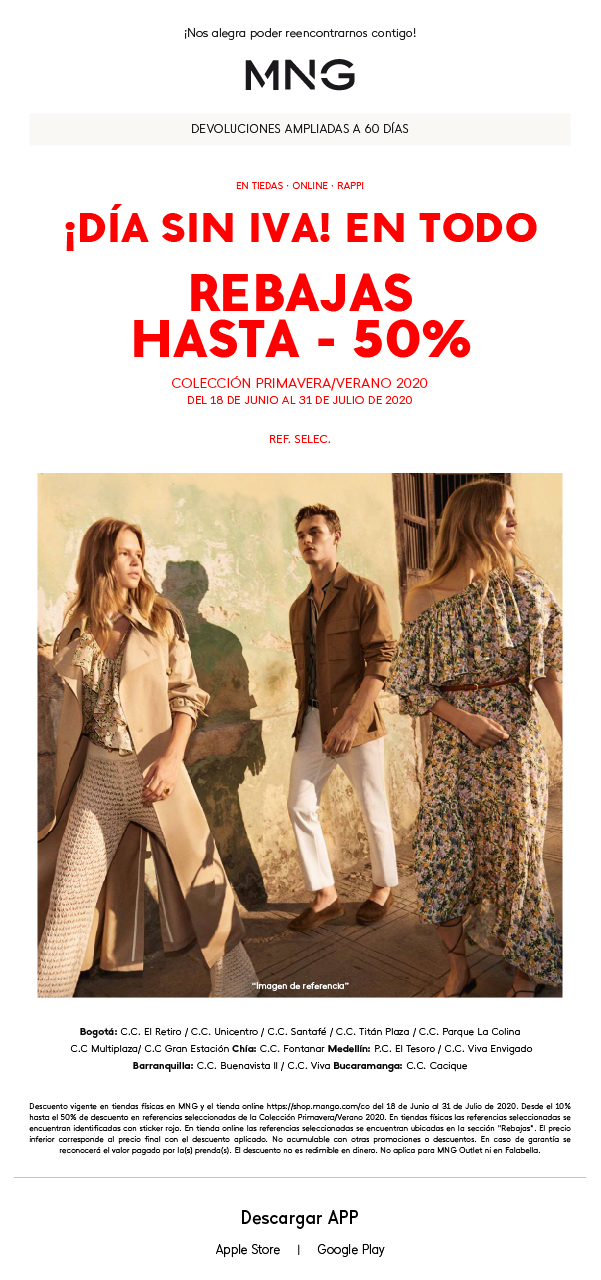 ¡Nos alegra poder reencontrarnos contigo!
MNG
DEVOLUCIONES AMPLIADAS A 60 DÍAS
EN TIEDAS · ONLINE · RAPPI
¡DÍA SIN IVA! EN TODO
REBAJAS
HASTA - 50%
COLECCIÓN PRIMAVERA/VERANO 2020
DEL 18 DE JUNIO AL 31 DE JULIO DE 2020
REF. SELEC.
"Imagen de referencia"
Bogotá: C.C. El Retiro / C.C. Unicentro / C.C. Santafé / C.C. Titán Plaza / C.C. Parque La Colina
C.C Multiplaza/ C.C Gran Estación Chía: C.C. Fontanar Medellín: P.C. El Tesoro / C.C. Viva Envigado
Barranquilla: C.C. Buenavista II / C.C. Viva Bucaramanga: C.C. Cacique
Descuento vigente en tiendas físicas en MNG y el tienda online https://shop.mango.com/co del 18 de Junio al 31 de Julio de 2020. Desde el 10%
hasta el 50% de descuento en referencias seleccionadas de la Colección Primavera/Verano 2020. En tiendas físicas las referencias seleccionadas se
encuentran identificadas con sticker rojo. En tienda online las referencias seleccionadas se encuentran ubicadas en la sección "Rebajas". El precio
inferior corresponde al precio final con el descuento aplicado. No acumulable con otras promociones o descuentos. En caso de garantía se
reconocerá el valor pagado por la(s) prenda(s). El descuento no es redimible en dinero. No aplica para MNG Outlet ni en Falabella.
Descargar APP
Apple Store | Google Play